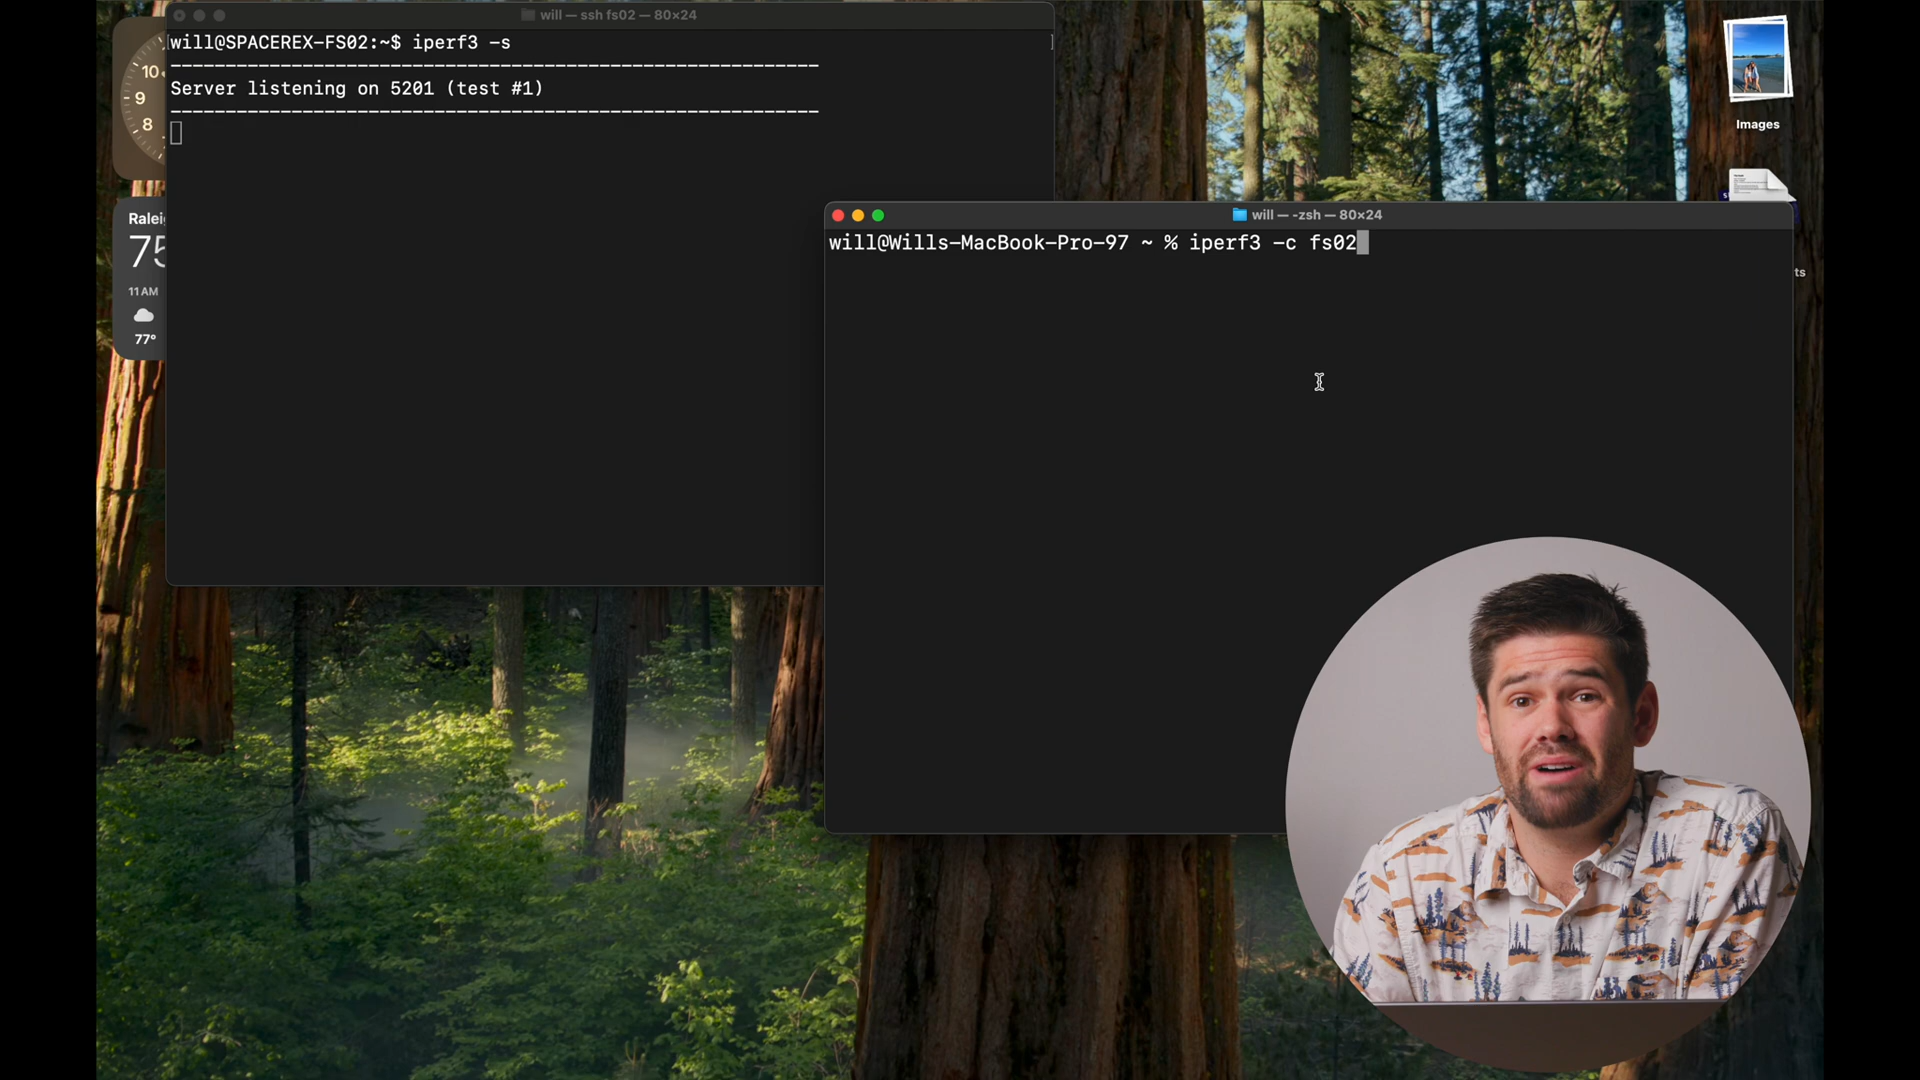 will — ssh fs02 — 80×24
will@SPACEREX-FS02:~$ iperf3 -s
-----------------------------------------------------------
Server listening on 5201 (test #1)
-----------------------------------------------------------
10
9
8
75
11 AM
77°
Images
will — -zsh — 80×24
will@Wills-MacBook-Pro-97 ~ % iperf3 -c fs02
ts